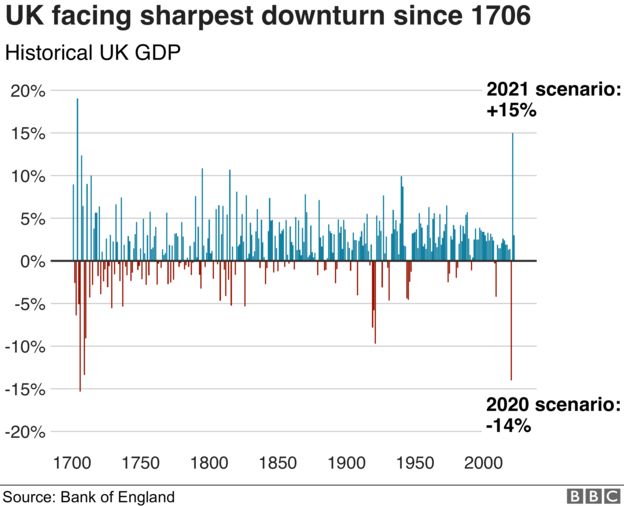 UK facing sharpest downturn since 1706
Historical UK GDP
2021 scenario:
+15%
20%
15%
10%
5%
0%
-5%
-10%
-15%
-20%
2020 scenario:
-14%
1700 1750 1800 1850 1900 1950 2000
Source: Bank of England
BBC